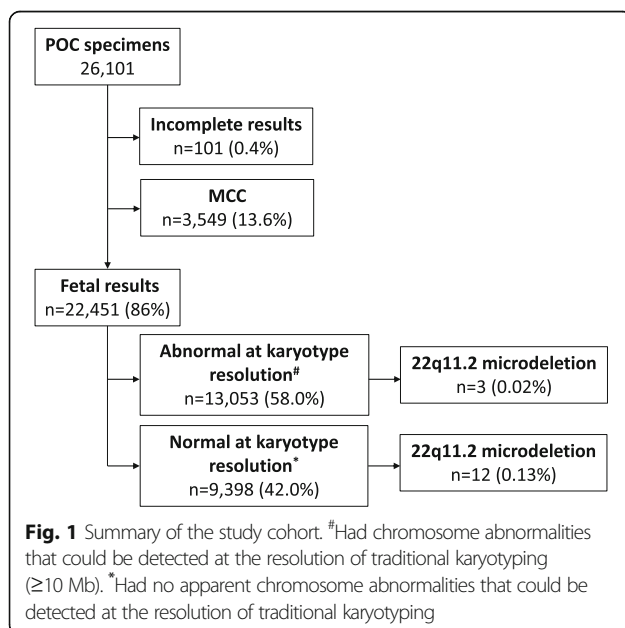 POC specimens
26,101
Incomplete results
n=101 (0.4%)
MCC
n=3,549 (13.6%)
Fetal results
n=22,451 (86%)
Abnormal at karyotype
resolution#
n=13,053 (58.0%)
22q11.2 microdeletion
n=3 (0.02%)
Normal at karyotype
resolution*
n=9,398 (42.0%)
22q11.2 microdeletion
n=12 (0.13%)
Fig. 1 Summary of the study cohort. #Had chromosome abnormalities
that could be detected at the resolution of traditional karyotyping
(≥10 Mb). *Had no apparent chromosome abnormalities that could be
detected at the resolution of traditional karyotyping